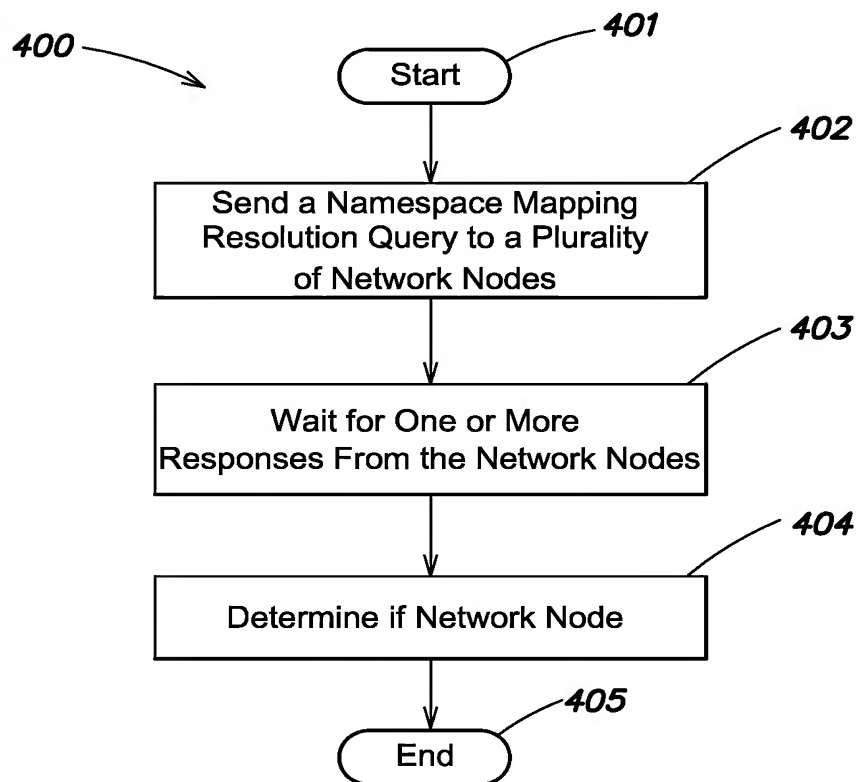 400
401
Start
402
Send a Namespace Mapping
Resolution Query to a Plurality
of Network Nodes
403
Wait for One or More
Responses From the Network Nodes
404
Determine if Network Node
405
End